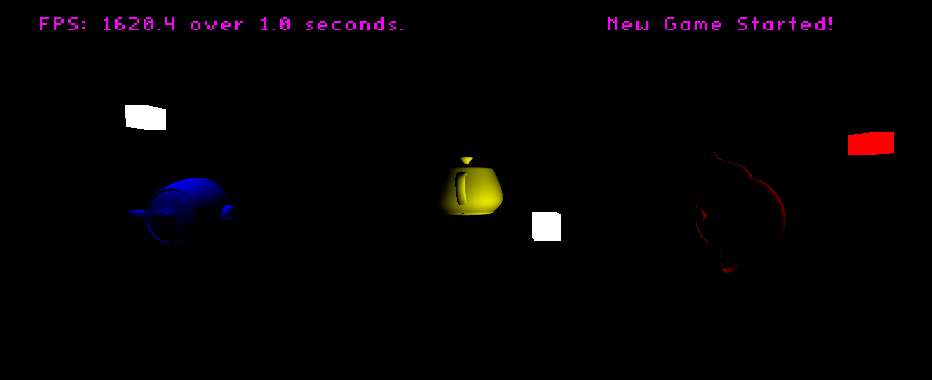 FPS: 1620.4 over 1.0 seconds.
New Game Started!